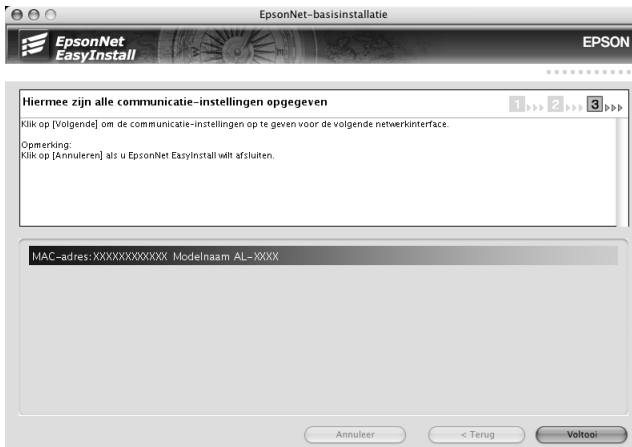 EpsonNet-basisinstallatie
EpsonNet
EasyInstall
EPSON
Hiermee zijn alle communicatie-instellingen opgegeven
1 2 3
Klik op [Volgende] om de communicatie-instellingen op te geven voor de volgende netwerkinterface.
Opmerking:
Klik op [Annuleren] als u EpsonNet EasyInstall wilt afsluiten.
MAC-adres:XXXXXXXXXXXX Modelnaam AL-XXXX
Annuleer
< Terug
Voltooi